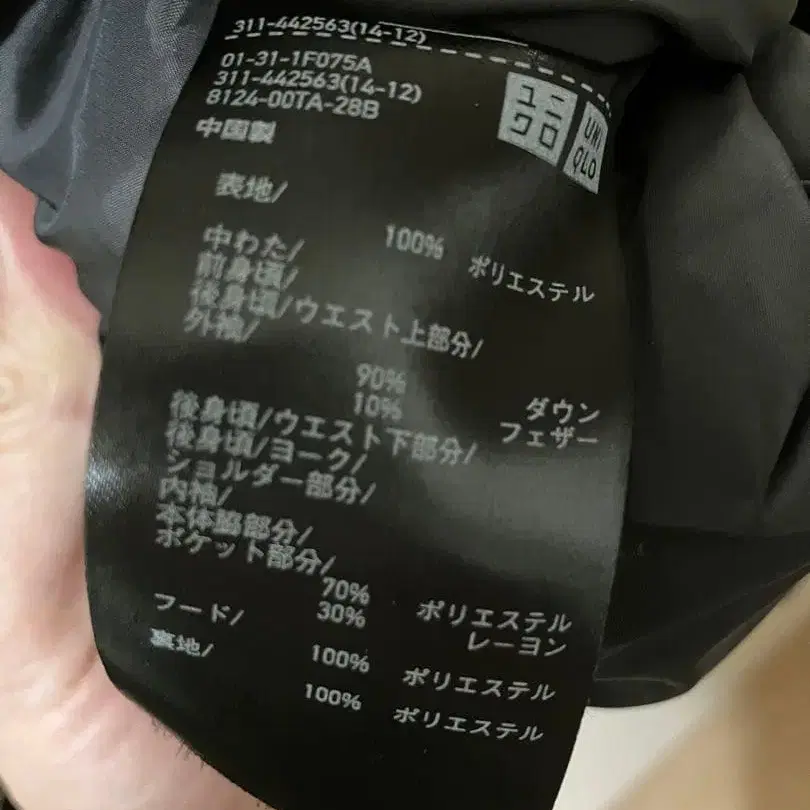 311-442563(14-12)
01-31-1F075A
311-442563(14-12)
8124-00TA-28B
中国製
ユニ
クロ
UNI
QLO
表地/
100% ポリエステル
中わた/
前身頃/
後身頃/ウエスト上部分/
外袖/
90% ダウン
10% フェザー
後身頃/ウエスト下部分/
後身頃/ヨーク/
ショルダー部分/
内袖/
本体脇部分/
ポケット部分/
70% ポリエステル
30% レーヨン
フード/
100% ポリエステル
裏地/
100% ポリエステル